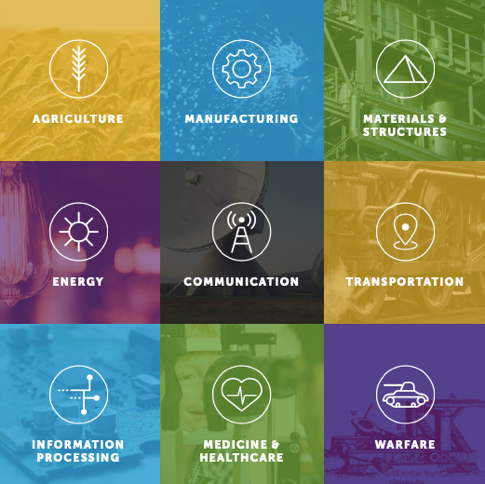 AGRICULTURE
MANUFACTURING
MATERIALS &
STRUCTURES
ENERGY
COMMUNICATION
TRANSPORTATION
INFORMATION
PROCESSING
MEDICINE &
HEALTHCARE
WARFARE